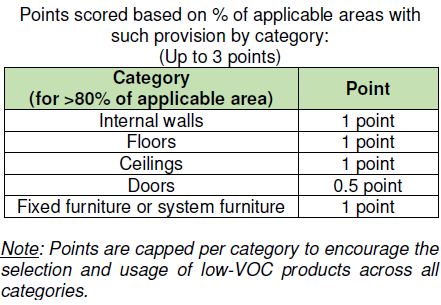 Points scored based on % of applicable areas with
such provision by category:
(Up to 3 points)
Category
(for >80% of applicable area)
Point
Internal walls 1 point
Floors 1 point
Ceilings 1 point
Doors 0.5 point
Fixed furniture or system furniture 1 point
Note: Points are capped per category to encourage the
selection and usage of low-VOC products across all
categories.